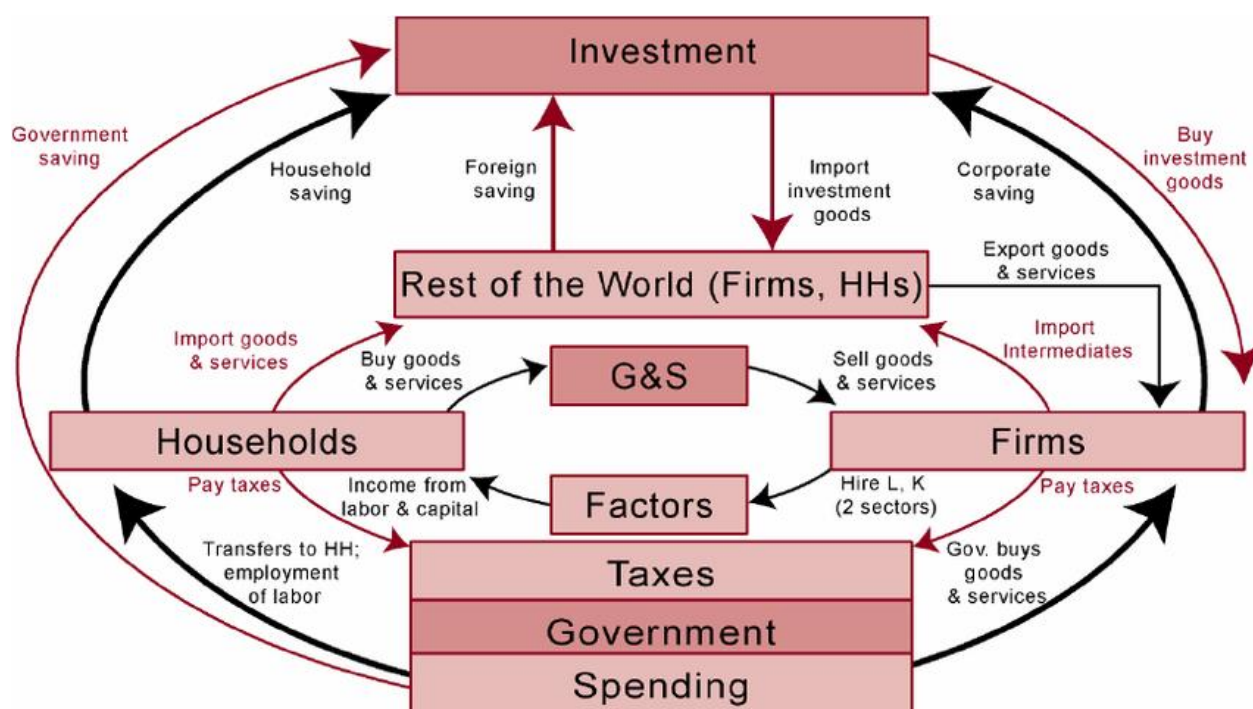 Investment
Government
saving
Household
saving
Foreign
saving
Import
investment
goods
Corporate
saving
Buy
investment
goods
Rest of the World (Firms, HHs)
Export goods
& services
Import goods
& services
Buy goods
& services
G&S
Sell goods
& services
Import
Intermediates
Households
Firms
Pay taxes
Income from
labor & capital
Factors
Hire L, K
(2 sectors)
Pay taxes
Transfers to HH;
employment
of labor
Taxes
Gov. buys
goods
& services
Government
Spending